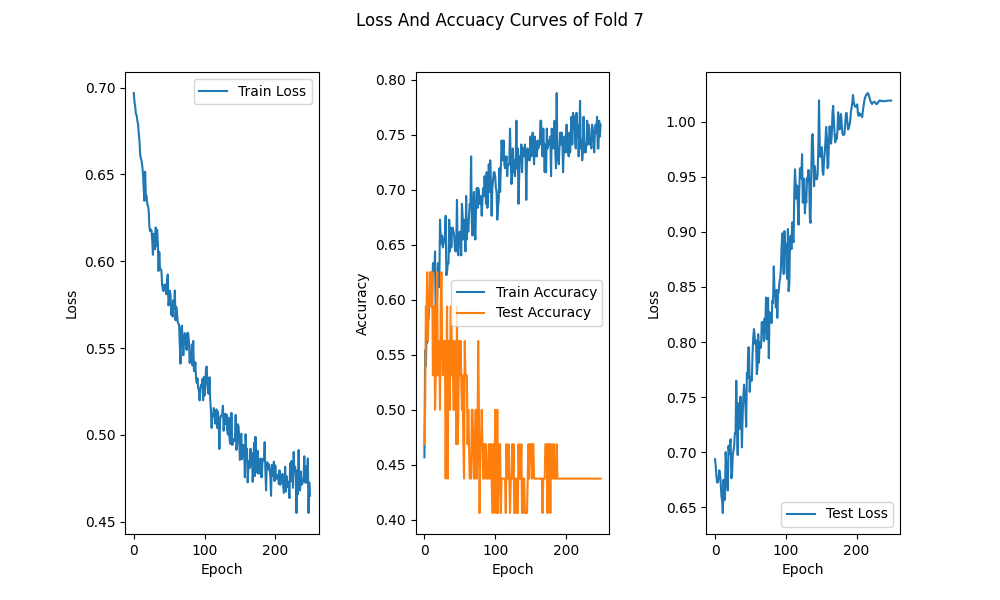 Loss And Accuacy Curves of Fold 7
0.70
0.65
0.60
0.55
0.50
0.45
Loss
0
100
200
Epoch
Train Loss
0.80
0.75
0.70
0.65
0.60
0.55
0.50
0.45
0.40
Accuracy
0
100
200
Epoch
Train Accuracy
Test Accuracy
1.00
0.95
0.90
0.85
0.80
0.75
0.70
0.65
Loss
0
100
200
Epoch
Test Loss